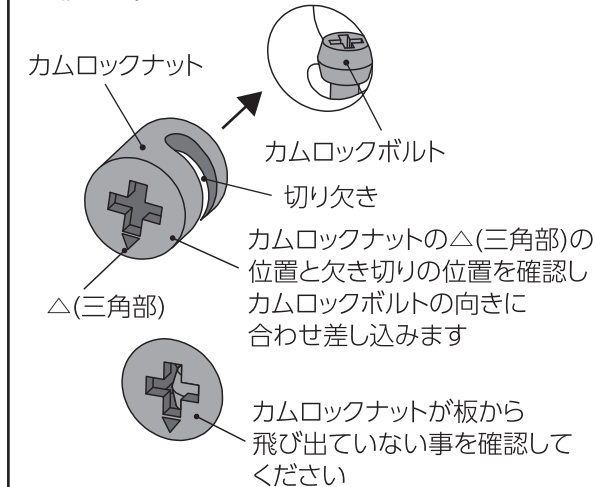 カムロックナット
カムロックボルト
切り欠き
カムロックナットの△(三角部)の
位置と欠き切りの位置を確認し
カムロックボルトの向きに
合わせ差し込みます
△(三角部)
カムロックナットが板から
飛び出ていない事を確認して
ください